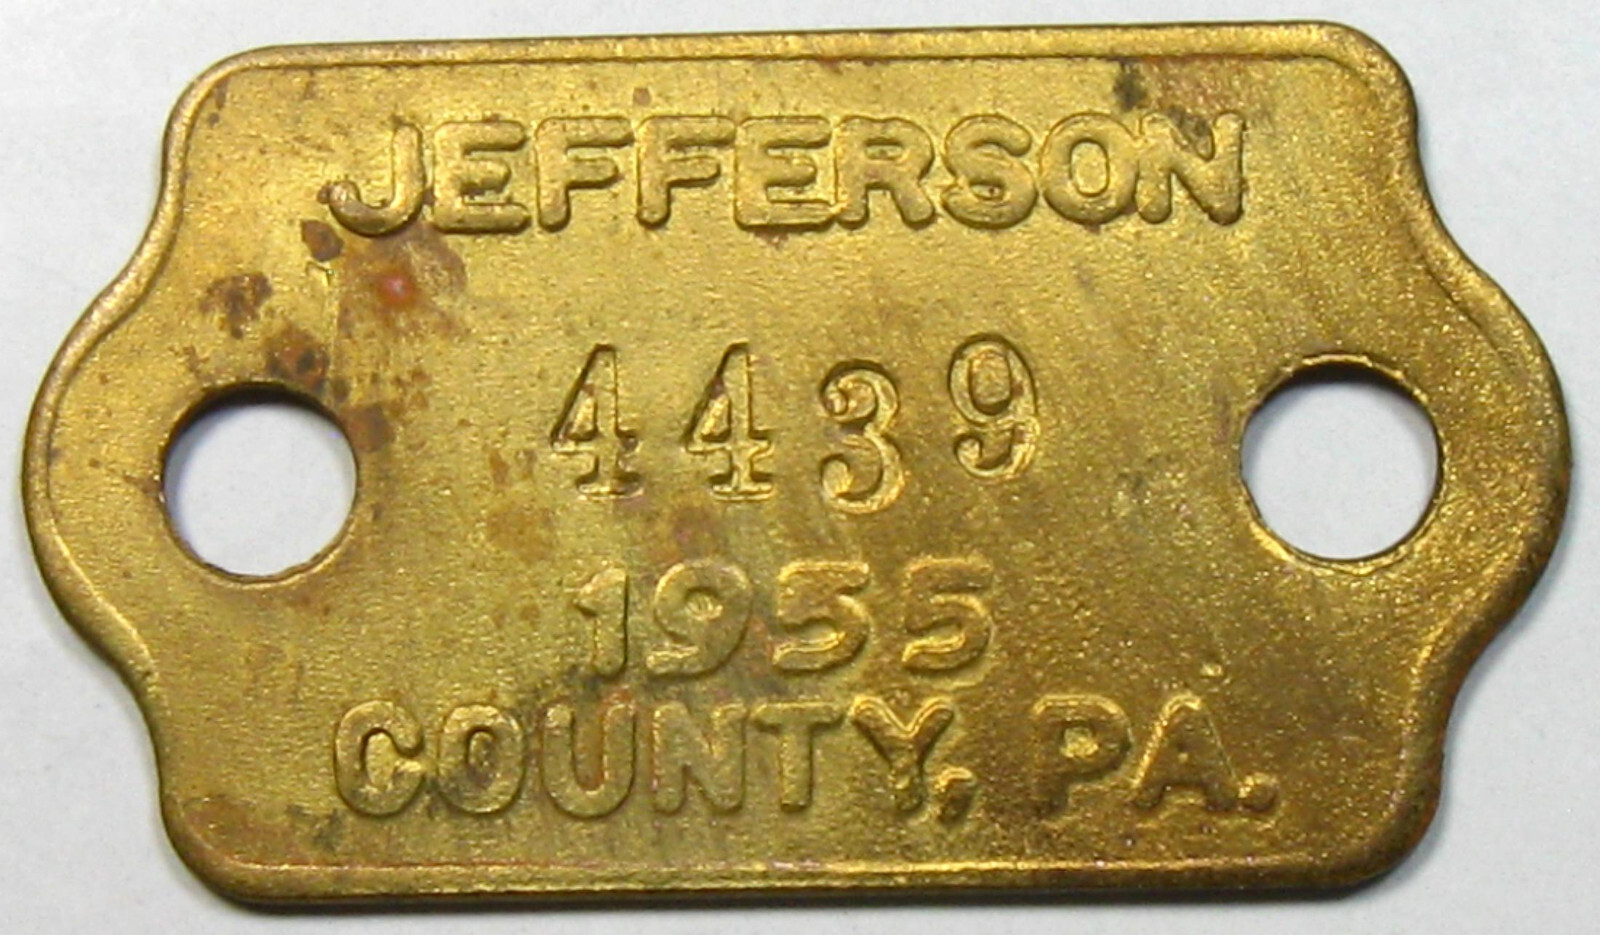 JEFFERSON
4439
1955
COUNTY, PA.